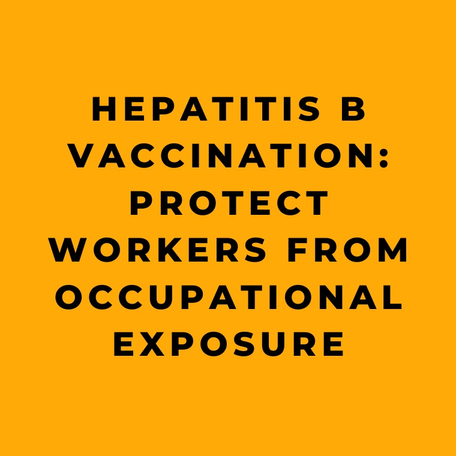 HEPATITIS B
VACCINATION:
PROTECT
WORKERS FROM
OCCUPATIONAL
EXPOSURE